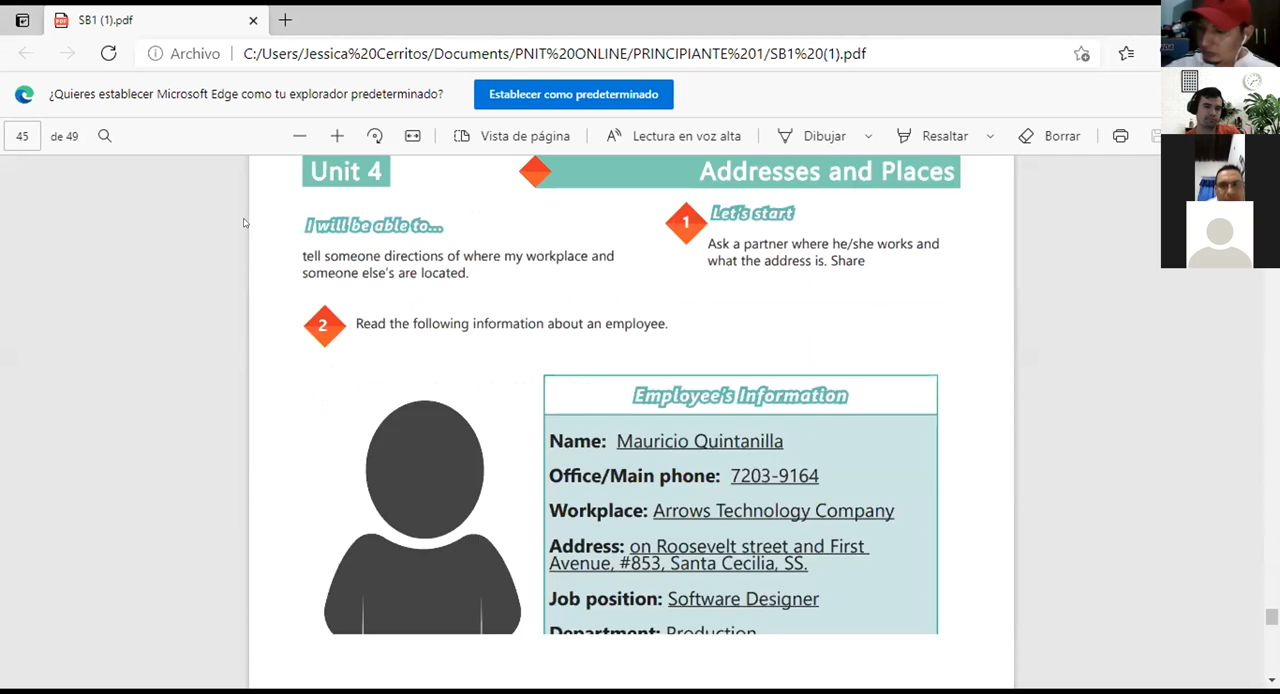 SB1 (1).pdf
Archivo
C:/Users/Jessica%20Cerritos/Documents/PNIT%20ONLINE/PRINCIPIANTE%201/SB1%20(1).pdf
¿Quieres establecer Microsoft Edge como tu explorador predeterminado?
Establecer como predeterminado
45 de 49
Vista de página
Lectura en voz alta
Dibujar
Resaltar
Borrar
Unit 4
Addresses and Places
I will be able to...
tell someone directions of where my workplace and
someone else's are located.
1
Let's start
Ask a partner where he/she works and
what the address is. Share
2
Read the following information about an employee.
Employee's Information
Name: Mauricio Quintanilla
Office/Main phone: 7203-9164
Workplace: Arrows Technology Company
Address: on Roosevelt street and First
Avenue, #853, Santa Cecilia, SS.
Job position: Software Designer
Department: Production